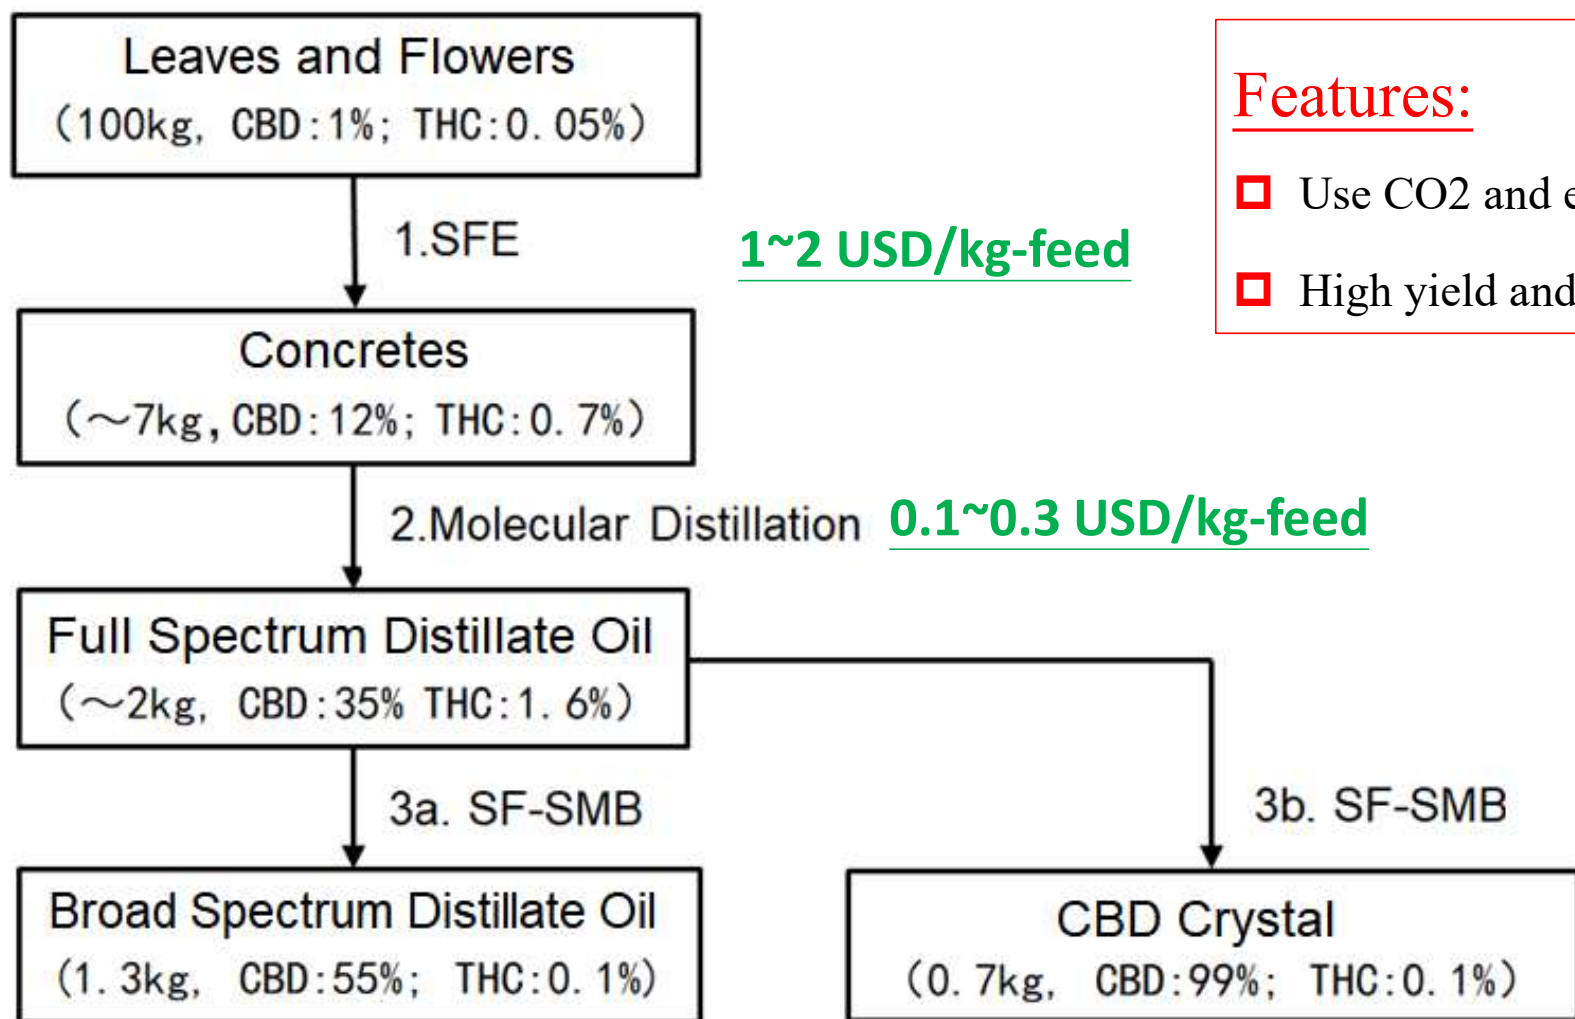 Leaves and Flowers
(100kg, CBD:1%; THC:0.05%)
1.SFE
1~2 USD/kg-feed
Features:
Use CO2 and
High yield and
Concretes
(~7kg, CBD:12%; THC:0.7%)
2.Molecular Distillation
0.1~0.3 USD/kg-feed
Full Spectrum Distillate Oil
(~2kg, CBD:35% THC:1.6%)
3a. SF-SMB
3b. SF-SMB
Broad Spectrum Distillate Oil
(1.3kg, CBD:55%; THC:0.1%)
CBD Crystal
(0.7kg, CBD:99%; THC:0.1%)